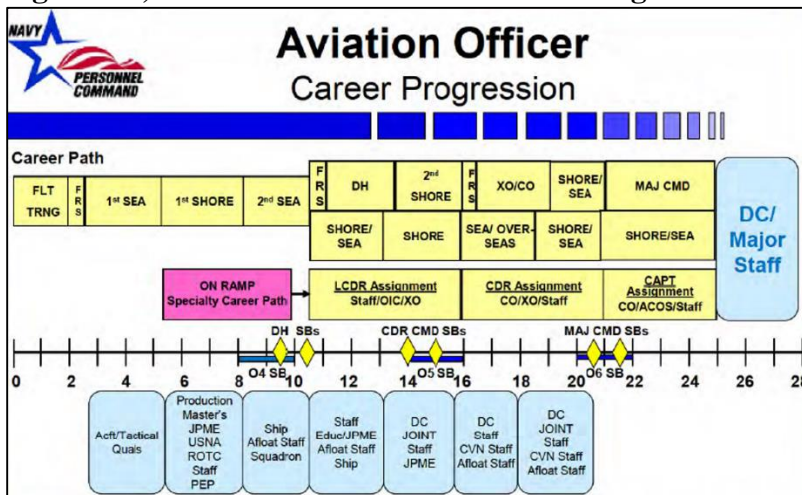 NAVY
PERSONNEL
COMMAND
Aviation Officer
Career Progression
Career Path
FLT
TRNG
FRS
1st SEA
1st SHORE
2nd SEA
FRS
DH
2nd
SHORE
FRS
XO/CO
SHORE/
SEA
MAJ CMD
SHORE/
SEA
SHORE
SEA/ OVER-
SEAS
SHORE/
SEA
SHORE/SEA
DC/
Major
Staff
ON RAMP
Specialty Career Path
LCDR Assignment
Staff/OIC/XO
CDR Assignment
CO/XO/Staff
CAPT
Assignment
CO/ACOS/Staff
DH SBs
CDR CMD SBs
MAJ CMD SBs
O4 SB
O5 SB
O6 SB
0 2 4 6 8 10 12 14 16 18 20 22 24 26 28
Acft/Tactical
Quals
Production
Master's
JPME
USNA
ROTC
Staff
PEP
Ship
Afloat Staff
Squadron
Staff
Educ/JPME
Afloat Staff
Ship
DC
JOINT
Staff
JPME
DC
Staff
CVN Staff
Afloat Staff
DC
JOINT
Staff
CVN Staff
Afloat Staff